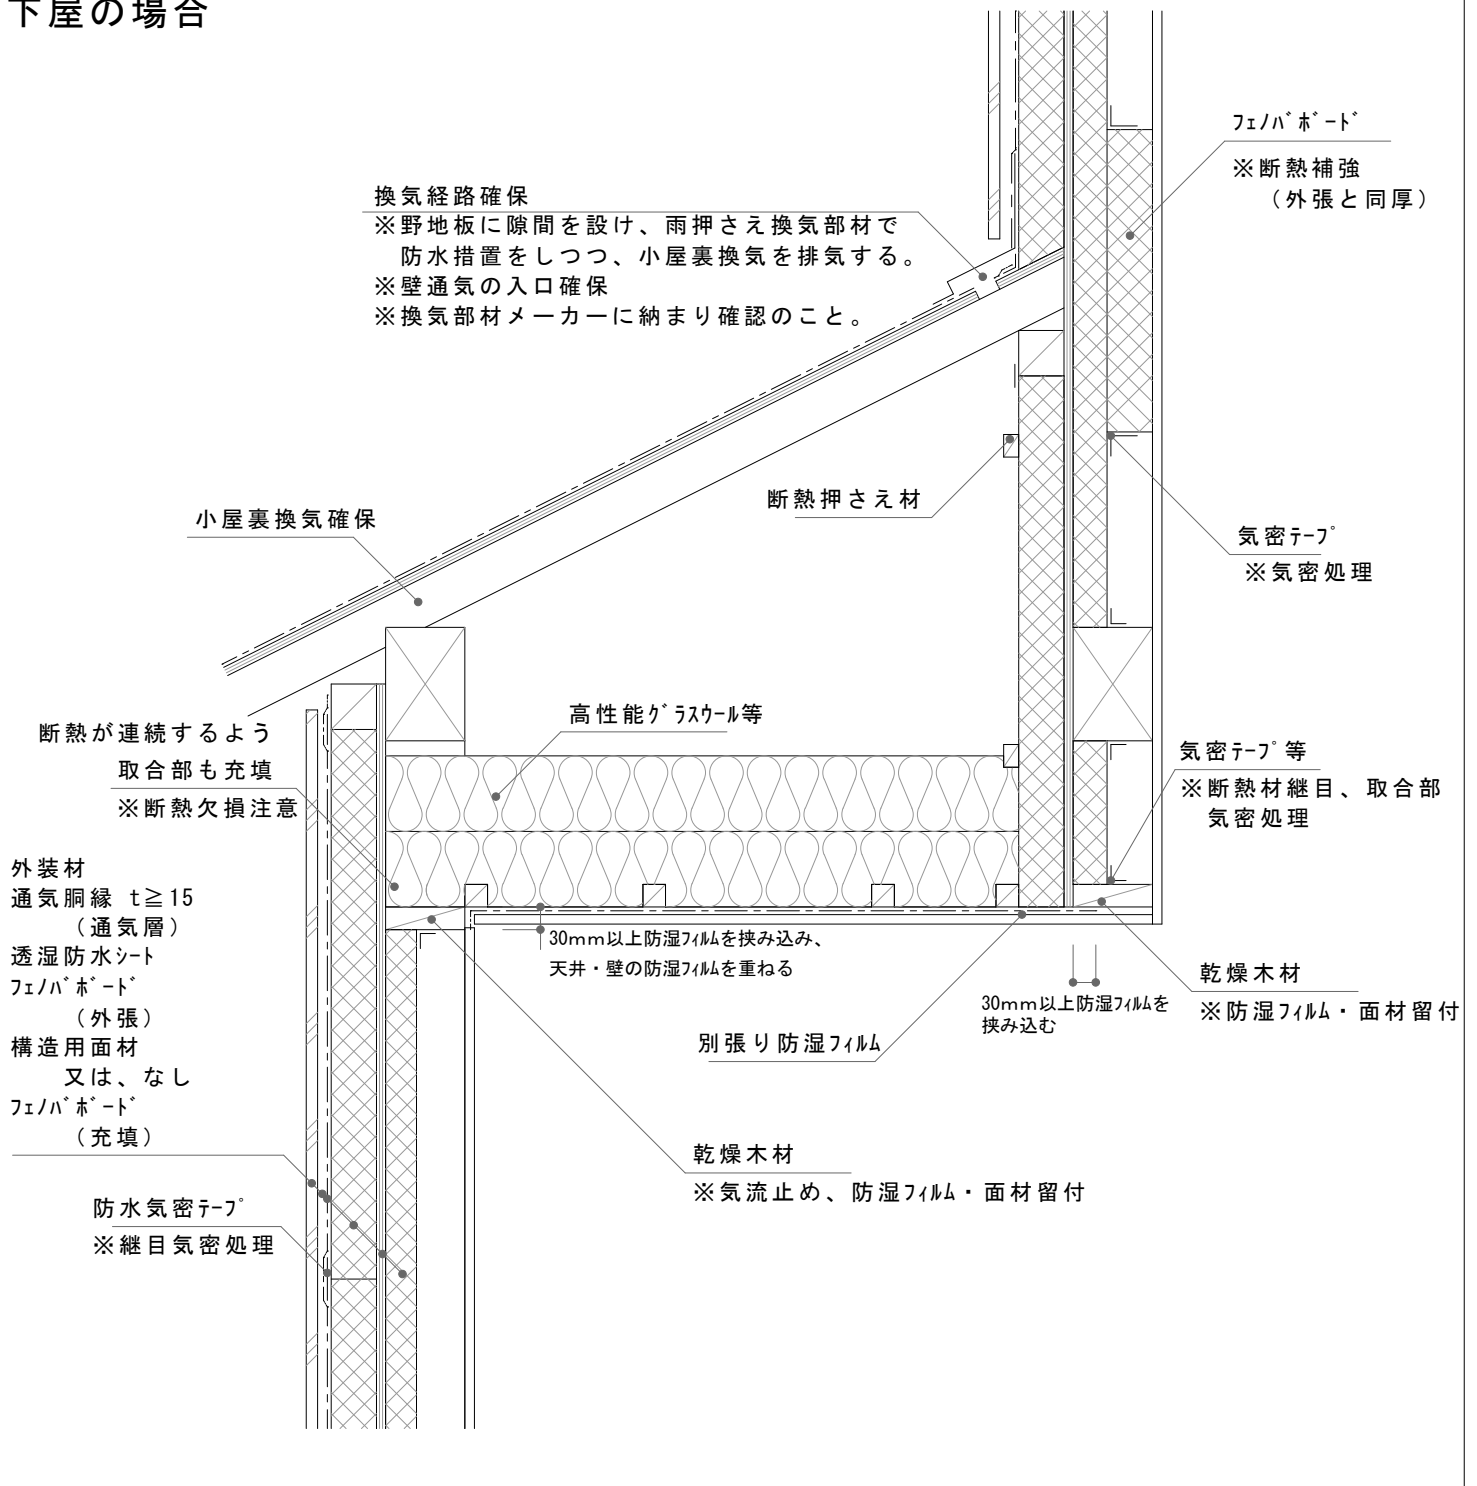 下屋の場合
フェノバボード
※断熱補強
（外張と同厚）
換気経路確保
※野地板に隙間を設け、雨押さえ換気部材で
防水措置をしつつ、小屋裏換気を排気する。
※壁通気の入口確保
※換気部材メーカーに納まり確認のこと。
断熱押さえ材
小屋裏換気確保
気密テープ
※気密処理
高性能グラスウール等
断熱が連続するよう
取合部も充填
※断熱欠損注意
気密テープ等
※断熱材継目、取合部
気密処理
外装材
通気胴縁 t≧15
（通気層）
透湿防水シート
フェノバボード
（外張）
構造用面材
又は、なし
フェノバボード
（充填）
30mm以上防湿フィルムを挟み込み、
天井・壁の防湿フィルムを重ねる
30mm以上防湿フィルムを
挟み込む
乾燥木材
※防湿フィルム・面材留付
別張り防湿フィルム
乾燥木材
※気流止め、防湿フィルム・面材留付
防水気密テープ
※継目気密処理